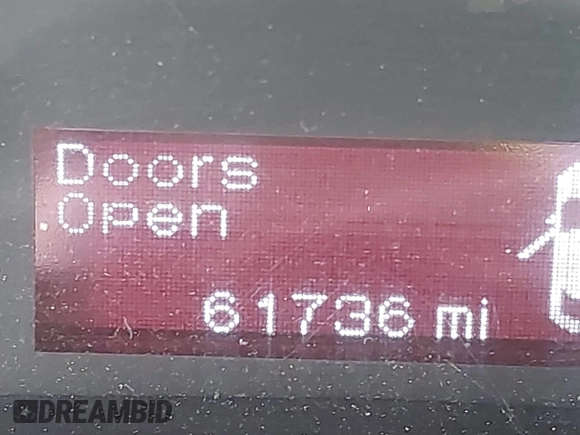 Doors
Open
61736 mi
DREAMBID